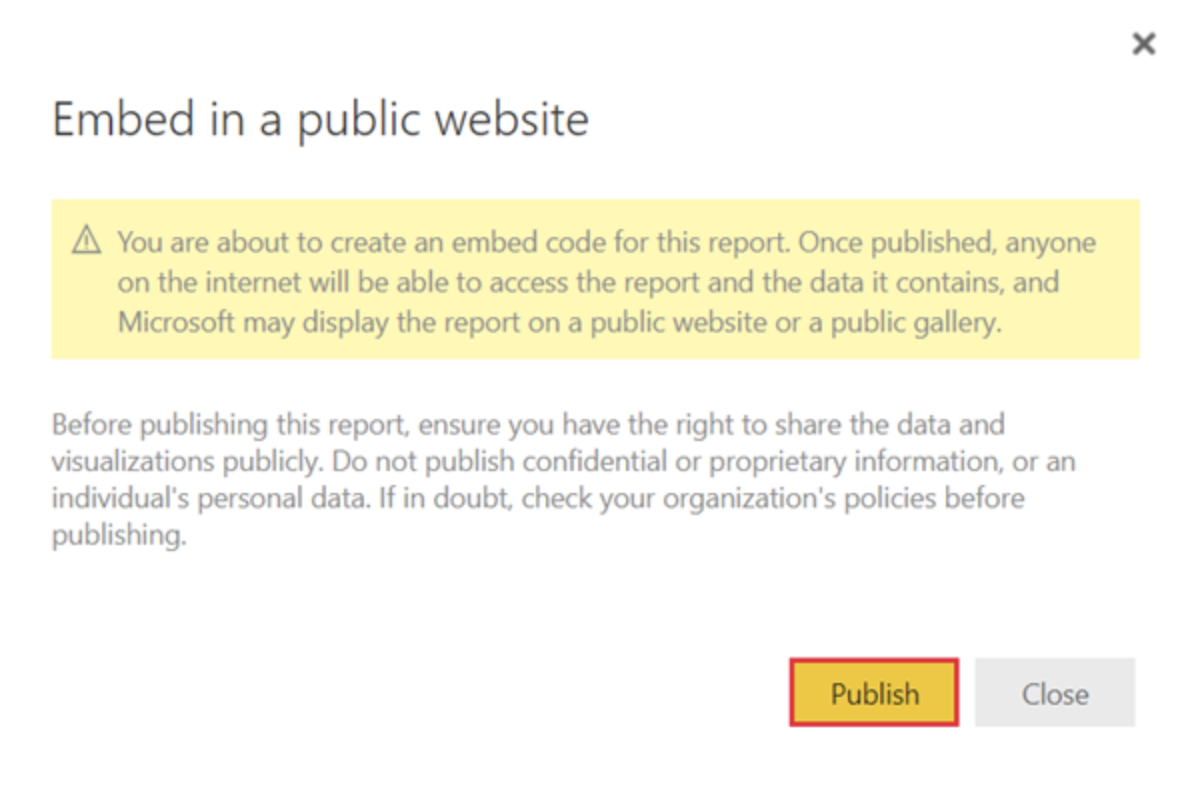 Embed in a public website
You are about to create an embed code for this report. Once published, anyone
on the internet will be able to access the report and the data it contains, and
Microsoft may display the report on a public website or a public gallery.
Before publishing this report, ensure you have the right to share the data and
visualizations publicly. Do not publish confidential or proprietary information, or an
individual's personal data. If in doubt, check your organization's policies before
publishing.
Publish
Close